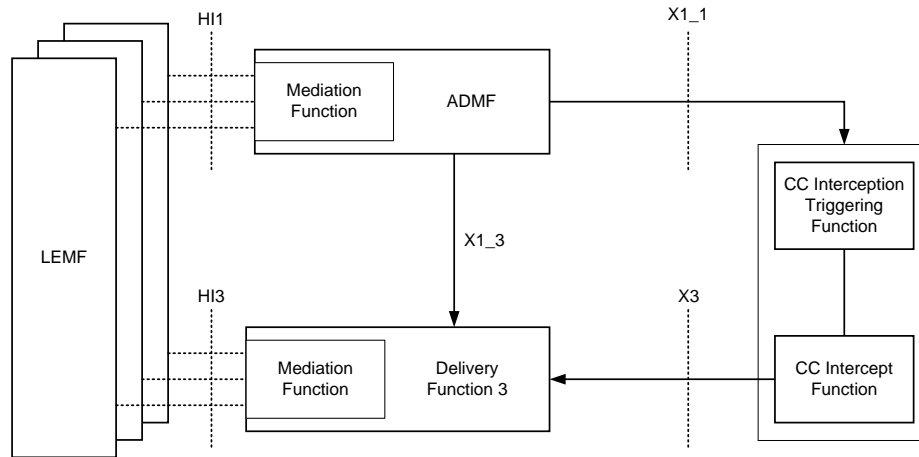 HI1
X1_1
Mediation
Function
ADMF
CC Interception
Triggering
Function
LEMF
X1_3
HI3
X3
Mediation
Function
Delivery
Function 3
CC Intercept
Function